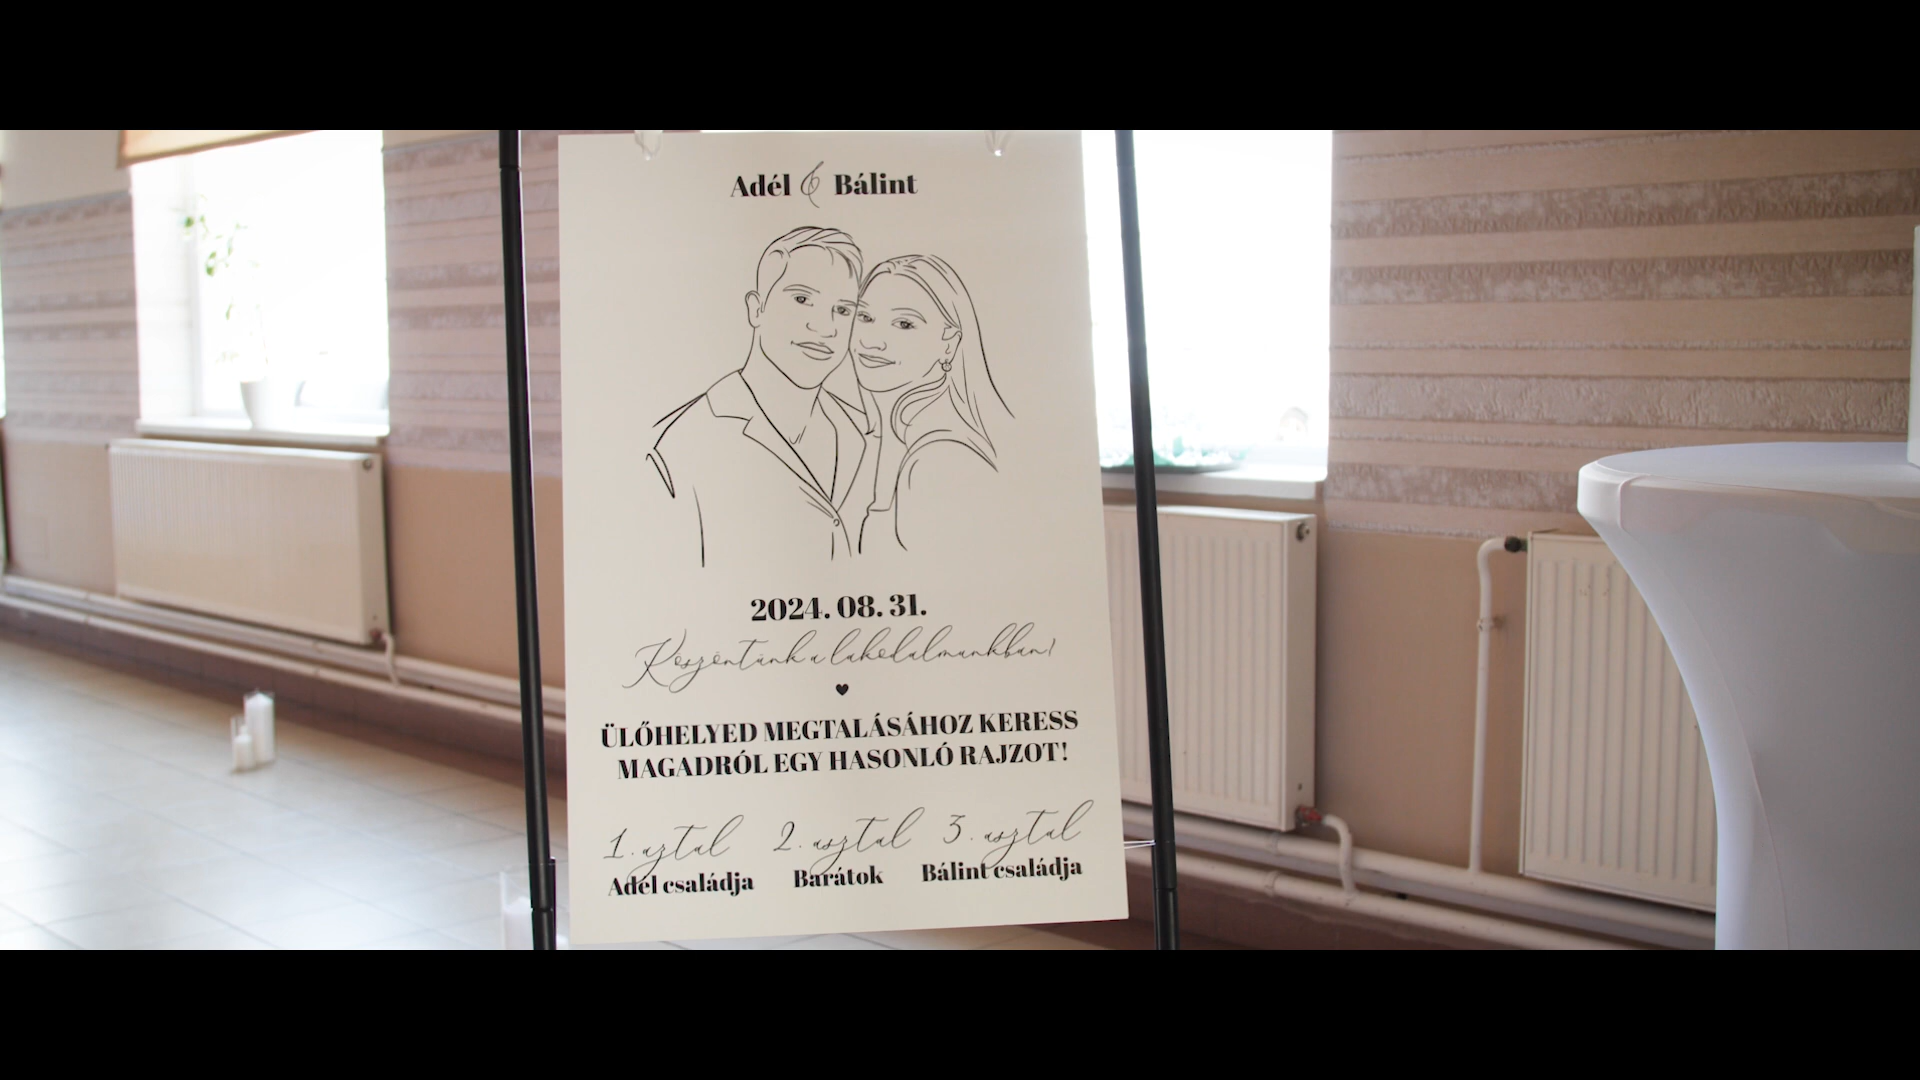 Adél & Bálint
2024. 08. 31.
Köszöntünk a lakodalmunkban!
ÜLŐHELYED MEGTALÁSÁHOZ KERESS
MAGADRÓL EGY HASONLÓ RAJZOT!
1. aztal 2. asztal 3. asztal
Adél családja Barátok Bálint családja